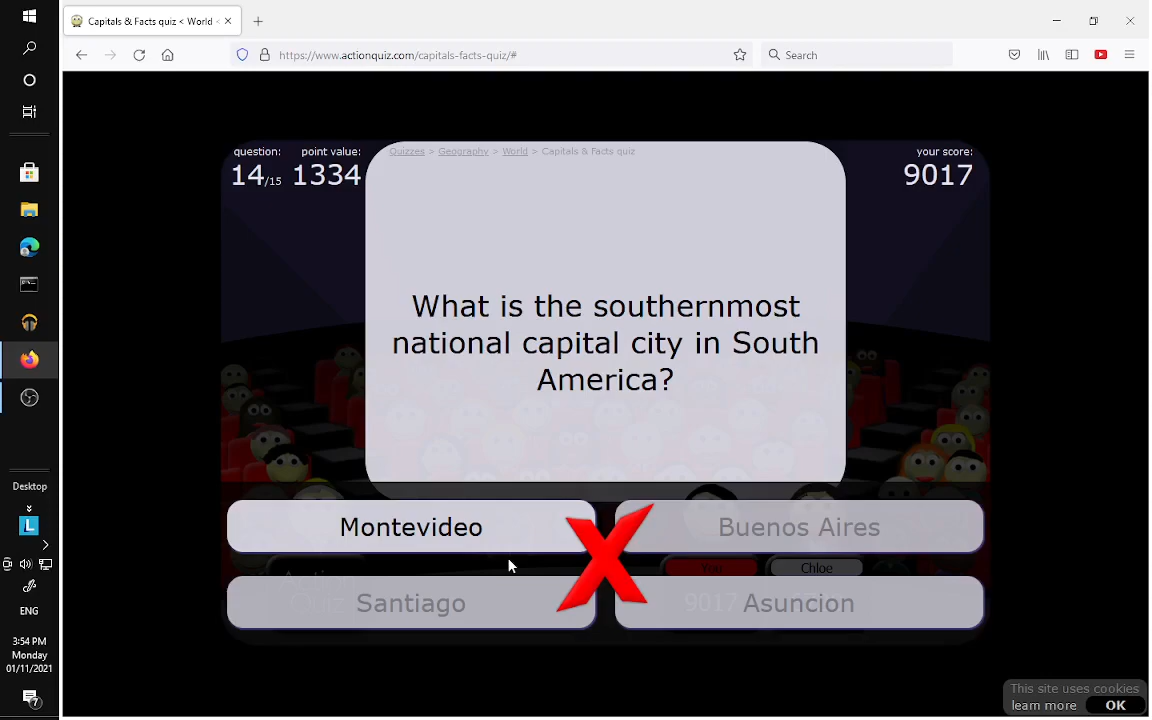 Capitals & Facts quiz < World <
https://www.actionquiz.com/capitals-facts-quiz/#
Search
question:
14/15
point value:
1334
Quizzes > Geography > World > Capitals & Facts quiz
your score:
9017
What is the southernmost
national capital city in South
America?
Montevideo
Buenos Aires
You
Chloe
Action
Quiz
Santiago
9017
Asuncion
X
Desktop
L
ENG
3:54 PM
Monday
01/11/2021
7
This site uses cookies
learn more
OK